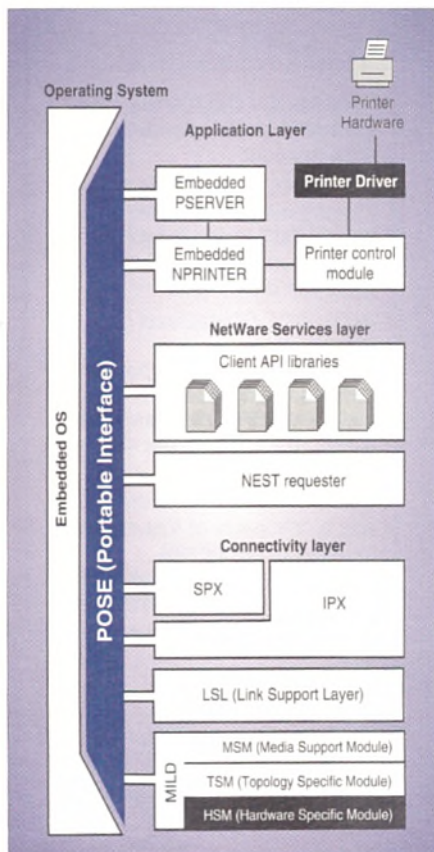 Operating System
Printer
Hardware
Application Layer
Embedded
PSERVER
Printer Driver
Embedded
NPRINTER
Printer control
module
NetWare Services layer
Client API libraries
NEST requester
Connectivity layer
SPX
IPX
LSL (Link Support Layer)
MILD
MSM (Media Support Module)
TSM (Topology Specific Module)
HSM (Hardware Specific Module)
Embedded OS
POSE (Portable Interface)